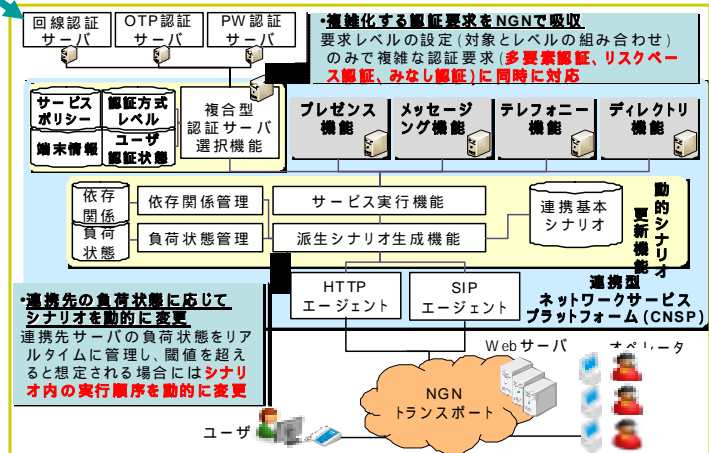 回線認証
サーバ
OTP認証
サーバ
PW認証
サーバ
・複雑化する認証要求をNGNで吸収
要求レベルの設定(対象とレベルの組み合わせ)
のみで複雑な認証要求(多要素認証、リスクベー
ス認証、みなし認証)に同時に対応
サービス
ポリシー
認証方式
レベル
端末情報
ユーザ
認証状態
複合型
認証サーバ
選択機能
プレゼンス
機能
メッセージ
ング機能
テレフォニー
機能
ディレクトリ
機能
依存
関係
依存関係管理
サービス実行機能
負荷
状態
負荷状態管理
派生シナリオ生成機能
連携基本
シナリオ
動的シナリオ
更新機能
HTTP
エージェント
SIP
エージェント
連携型
ネットワークサービス
プラットフォーム(CNSP)
・連携先の負荷状態に応じて
シナリオを動的に変更
連携先サーバの負荷状態をリア
ルタイムに管理し、閾値を超え
ると想定される場合にはシナリ
オ内の実行順序を動的に変更
Webサーバ
オペレータ
NGN
トランスポート
ユーザ